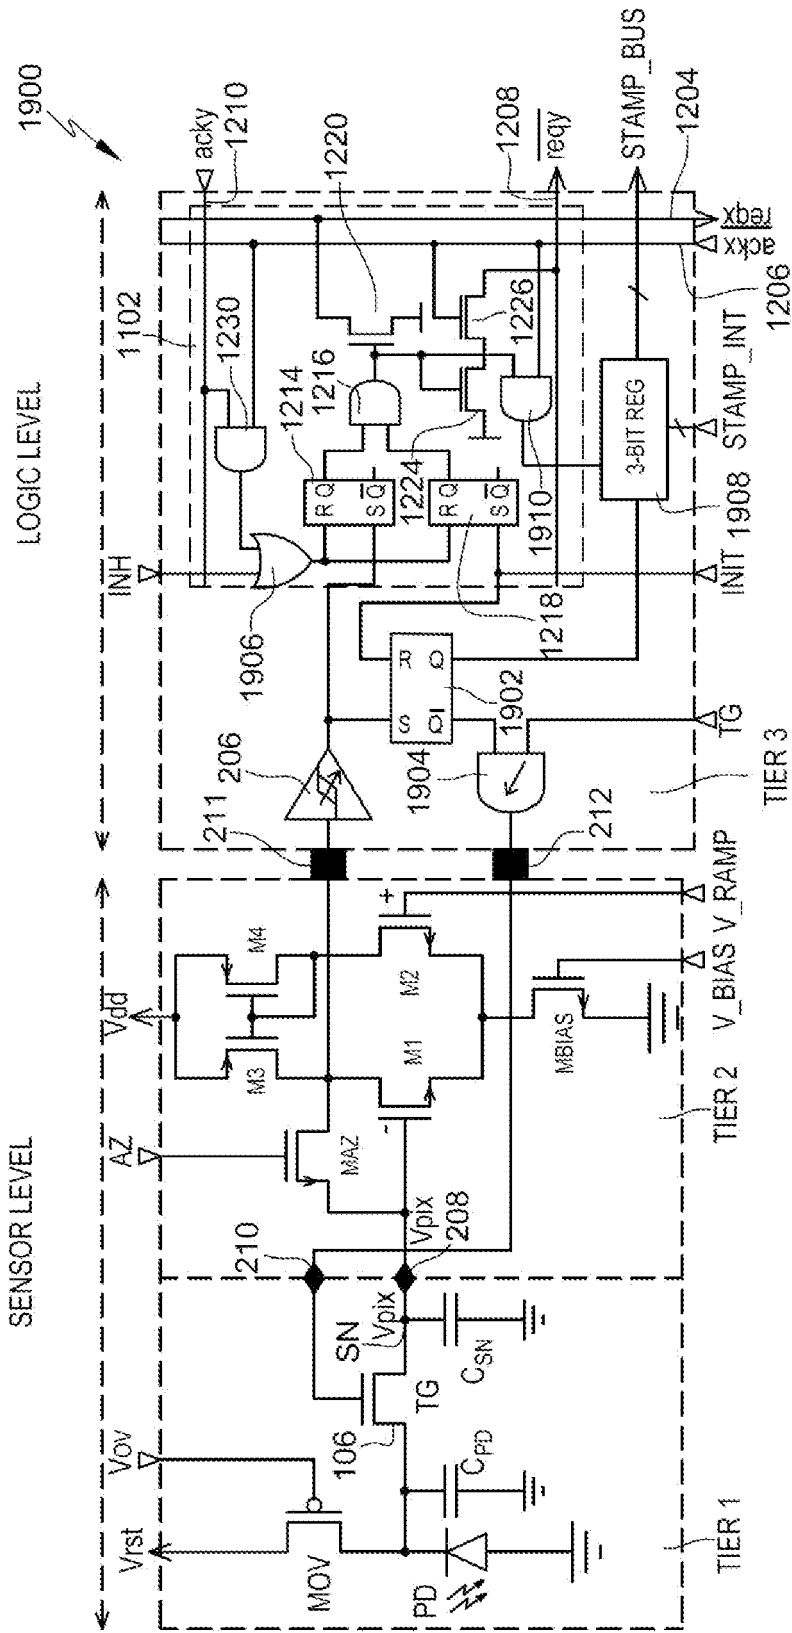 1900
SENSOR LEVEL
LOGIC LEVEL
Vrst
VOV
AZ
Vdd
INH
1102
acky
1210
MOV
PD
CPD
106
TG
SN
Vpix
CSN
210
208
Vpix
MAZ
M3
M4
M1
M2
-
+
MBIAS
V_BIAS
V_RAMP
211
212
206
1904
1902
S
R
Q
Q
1906
1230
1214
R
Q
S
Q
1216
1218
R
Q
S
Q
1220
1224
1226
1910
1208
reqy
3-BIT REG
1908
STAMP_BUS
1204
reqx
ackx
1206
STAMP_INT
INIT
TG
TIER 1
TIER 2
TIER 3